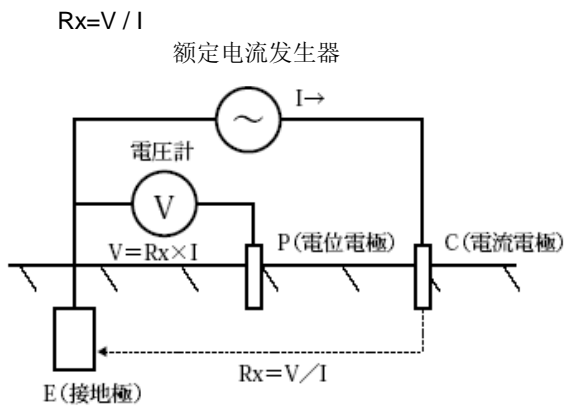 Rx=V / I
额定电流发生器
I→
～
電圧計
V
V＝Rx×I
P(電位電極)
C(電流電極)
Rx＝V／I
E(接地極)